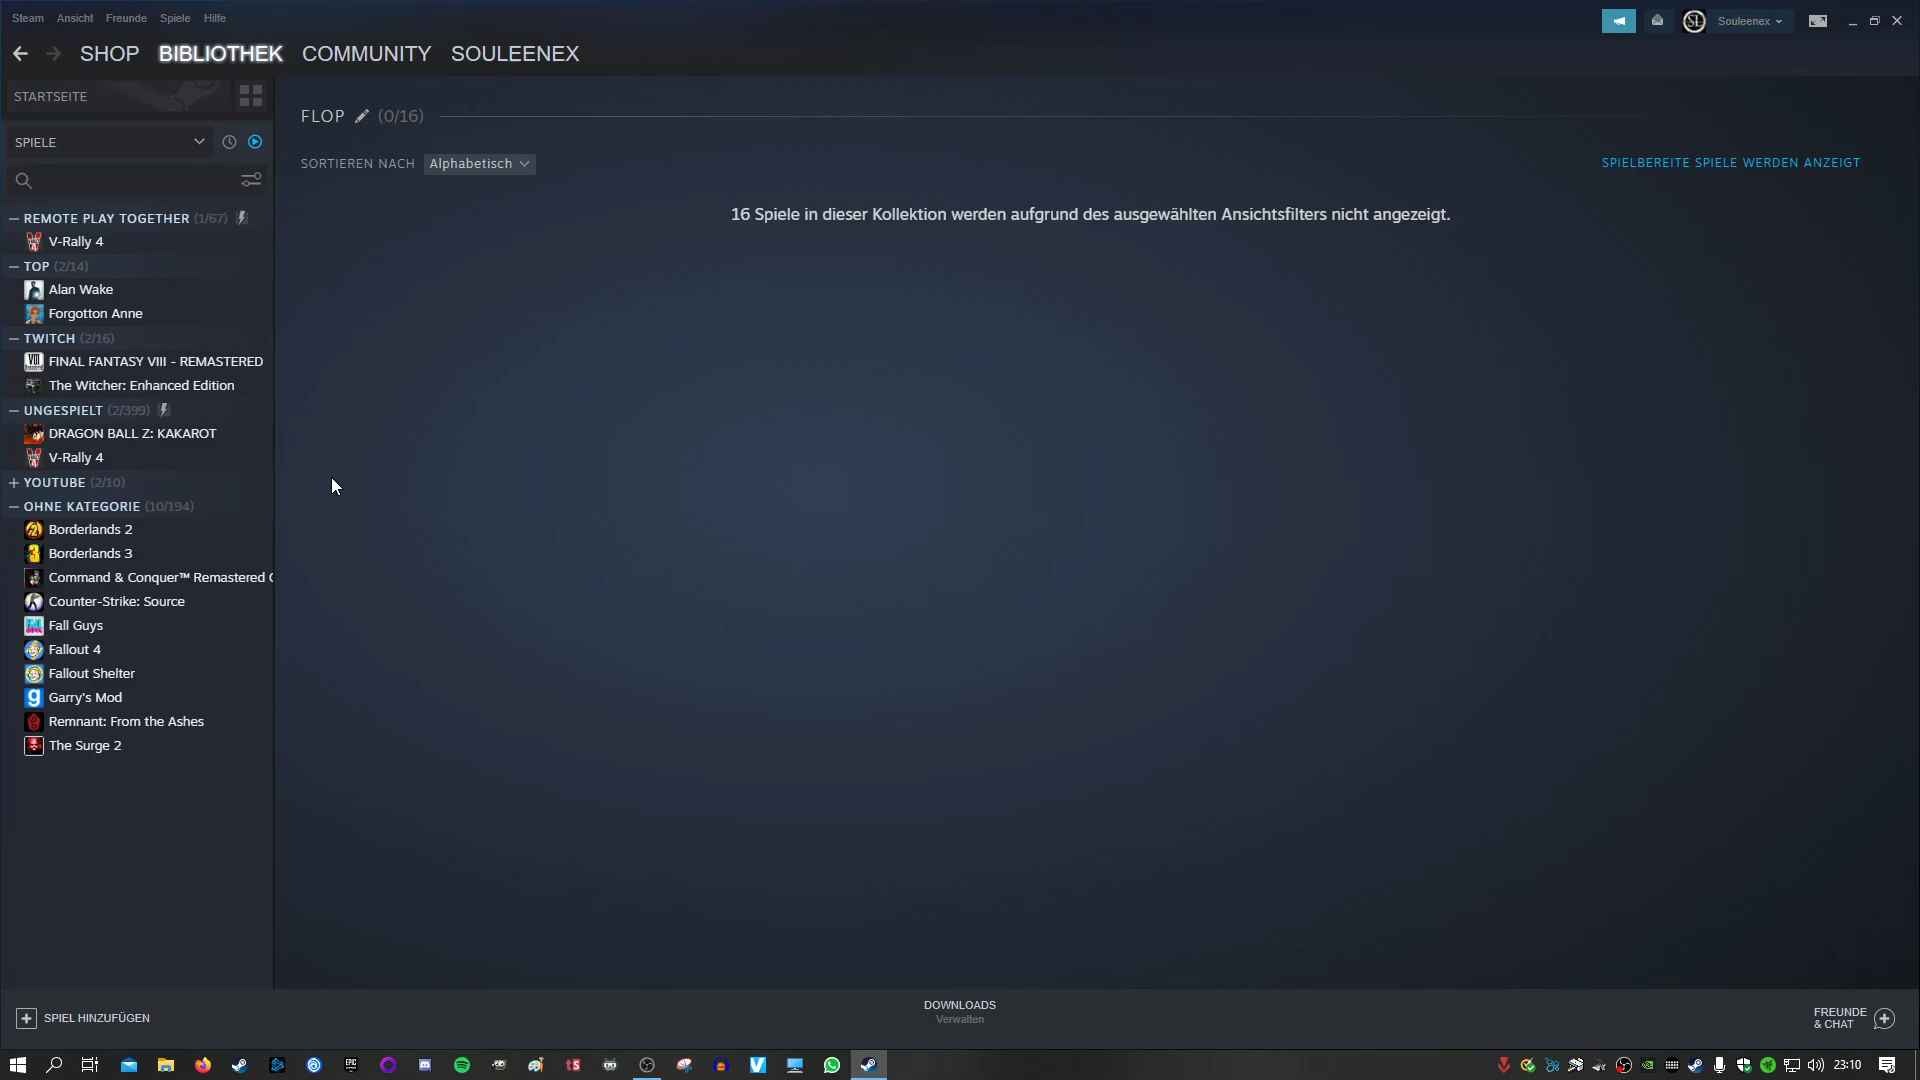 Steam Ansicht Freunde Spiele Hilfe
Souleenex
SHOP BIBLIOTHEK COMMUNITY SOULEENEX
STARTSEITE
SPIELE
REMOTE PLAY TOGETHER (1/67)
V-Rally 4
TOP (2/14)
Alan Wake
Forgotton Anne
TWITCH (2/16)
FINAL FANTASY VIII - REMASTERED
The Witcher: Enhanced Edition
UNGESPIELT (2/399)
DRAGON BALL Z: KAKAROT
V-Rally 4
YOUTUBE (2/10)
OHNE KATEGORIE (10/194)
Borderlands 2
Borderlands 3
Command & Conquer™ Remastered C
Counter-Strike: Source
Fall Guys
Fallout 4
Fallout Shelter
Garry's Mod
Remnant: From the Ashes
The Surge 2
FLOP (0/16)
SORTIEREN NACH Alphabetisch
SPIELBEREITE SPIELE WERDEN ANZEIGT
16 Spiele in dieser Kollektion werden aufgrund des ausgewählten Ansichtsfilters nicht angezeigt.
SPIEL HINZUFÜGEN
DOWNLOADS
Verwalten
FREUNDE
& CHAT
23:10